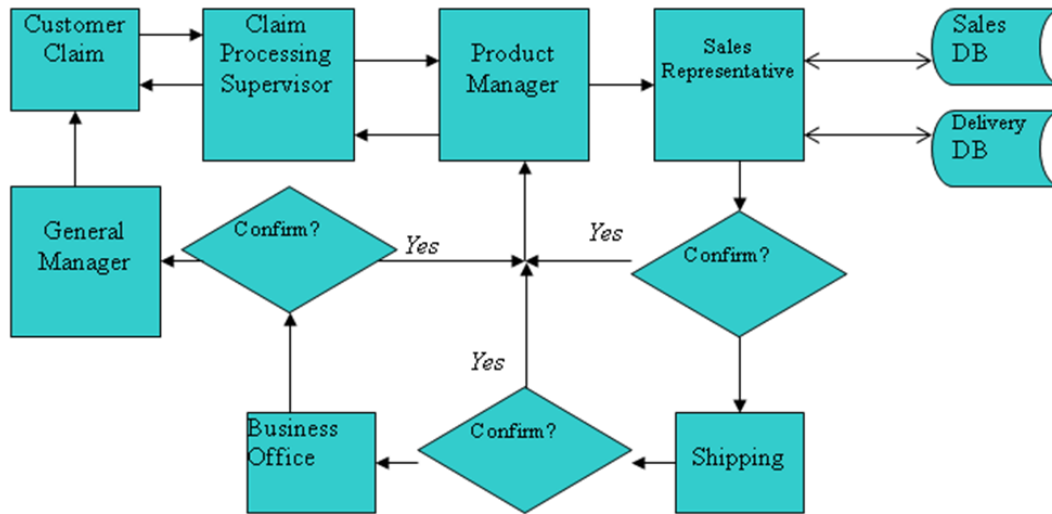 Customer
Claim
Claim
Processing
Supervisor
Product
Manager
Sales
Representative
Sales
DB
Delivery
DB
General
Manager
Confirm?
Yes
Yes
Confirm?
Yes
Business
Office
Confirm?
Shipping